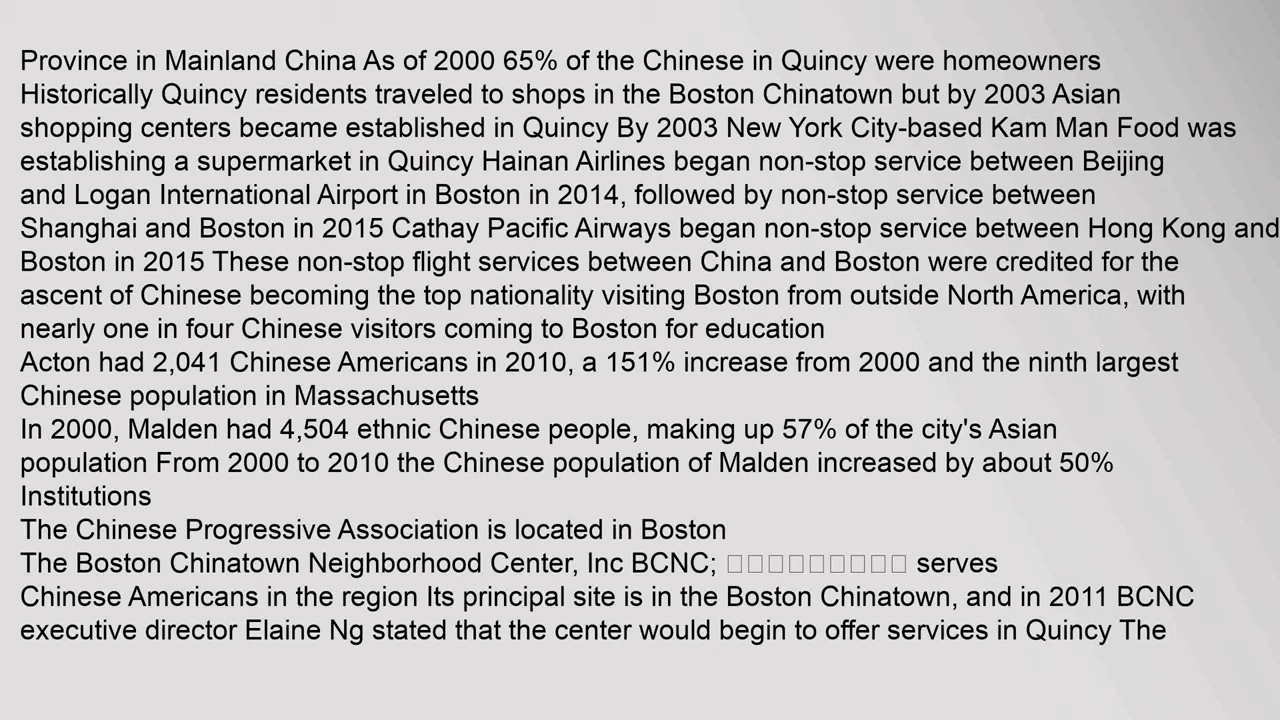 Province in Mainland China As of 2000 65% of the Chinese in Quincy were homeowners
Historically Quincy residents traveled to shops in the Boston Chinatown but by 2003 Asian
shopping centers became established in Quincy By 2003 New York City-based Kam Man Food was
establishing a supermarket in Quincy Hainan Airlines began non-stop service between Beijing
and Logan International Airport in Boston in 2014, followed by non-stop service between
Shanghai and Boston in 2015 Cathay Pacific Airways began non-stop service between Hong Kong and
Boston in 2015 These non-stop flight services between China and Boston were credited for the
ascent of Chinese becoming the top nationality visiting Boston from outside North America, with
nearly one in four Chinese visitors coming to Boston for education
Acton had 2,041 Chinese Americans in 2010, a 151% increase from 2000 and the ninth largest
Chinese population in Massachusetts
In 2000, Malden had 4,504 ethnic Chinese people, making up 57% of the city's Asian
population From 2000 to 2010 the Chinese population of Malden increased by about 50%
Institutions
The Chinese Progressive Association is located in Boston
The Boston Chinatown Neighborhood Center, Inc BCNC; serves
Chinese Americans in the region Its principal site is in the Boston Chinatown, and in 2011 BCNC
executive director Elaine Ng stated that the center would begin to offer services in Quincy The